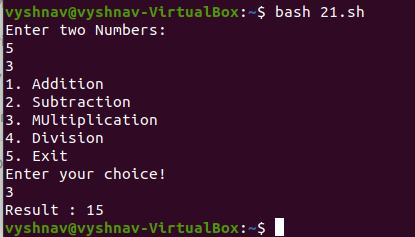 vyshnav@vyshnav-VirtualBox:~$ bash 21.sh
Enter two Numbers:
5
3
1. Addition
2. Subtraction
3. MUltiplication
4. Division
5. Exit
Enter your choice!
3
Result : 15
vyshnav@vyshnav-VirtualBox:~$